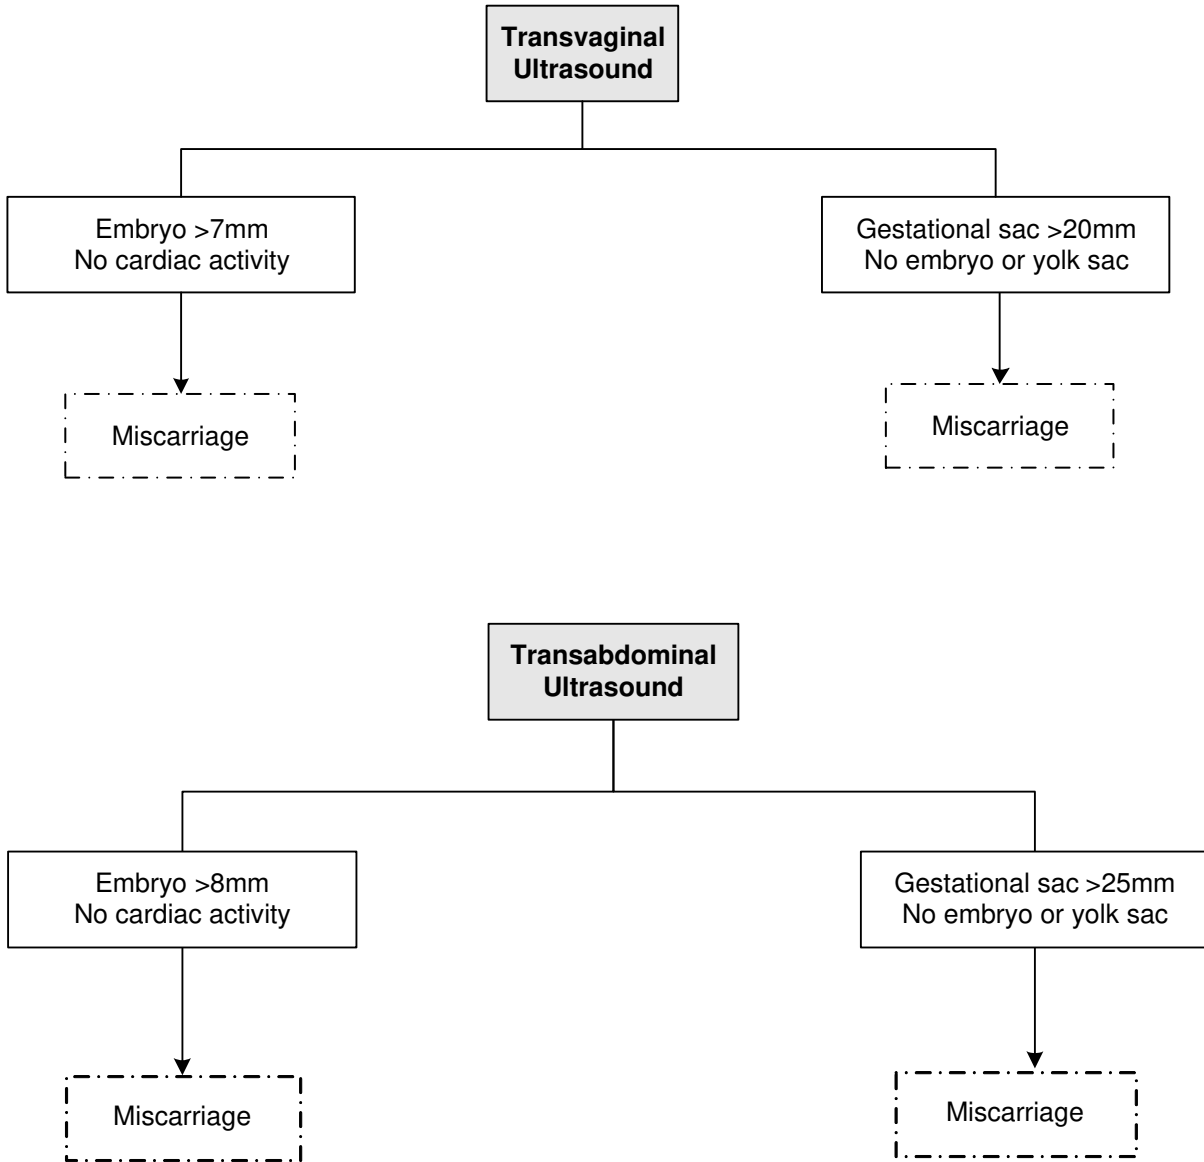 Transvaginal
Ultrasound
Embryo >7mm
No cardiac activity
Gestational sac >20mm
No embryo or yolk sac
Miscarriage
Miscarriage
Transabdominal
Ultrasound
Embryo >8mm
No cardiac activity
Gestational sac >25mm
No embryo or yolk sac
Miscarriage
Miscarriage